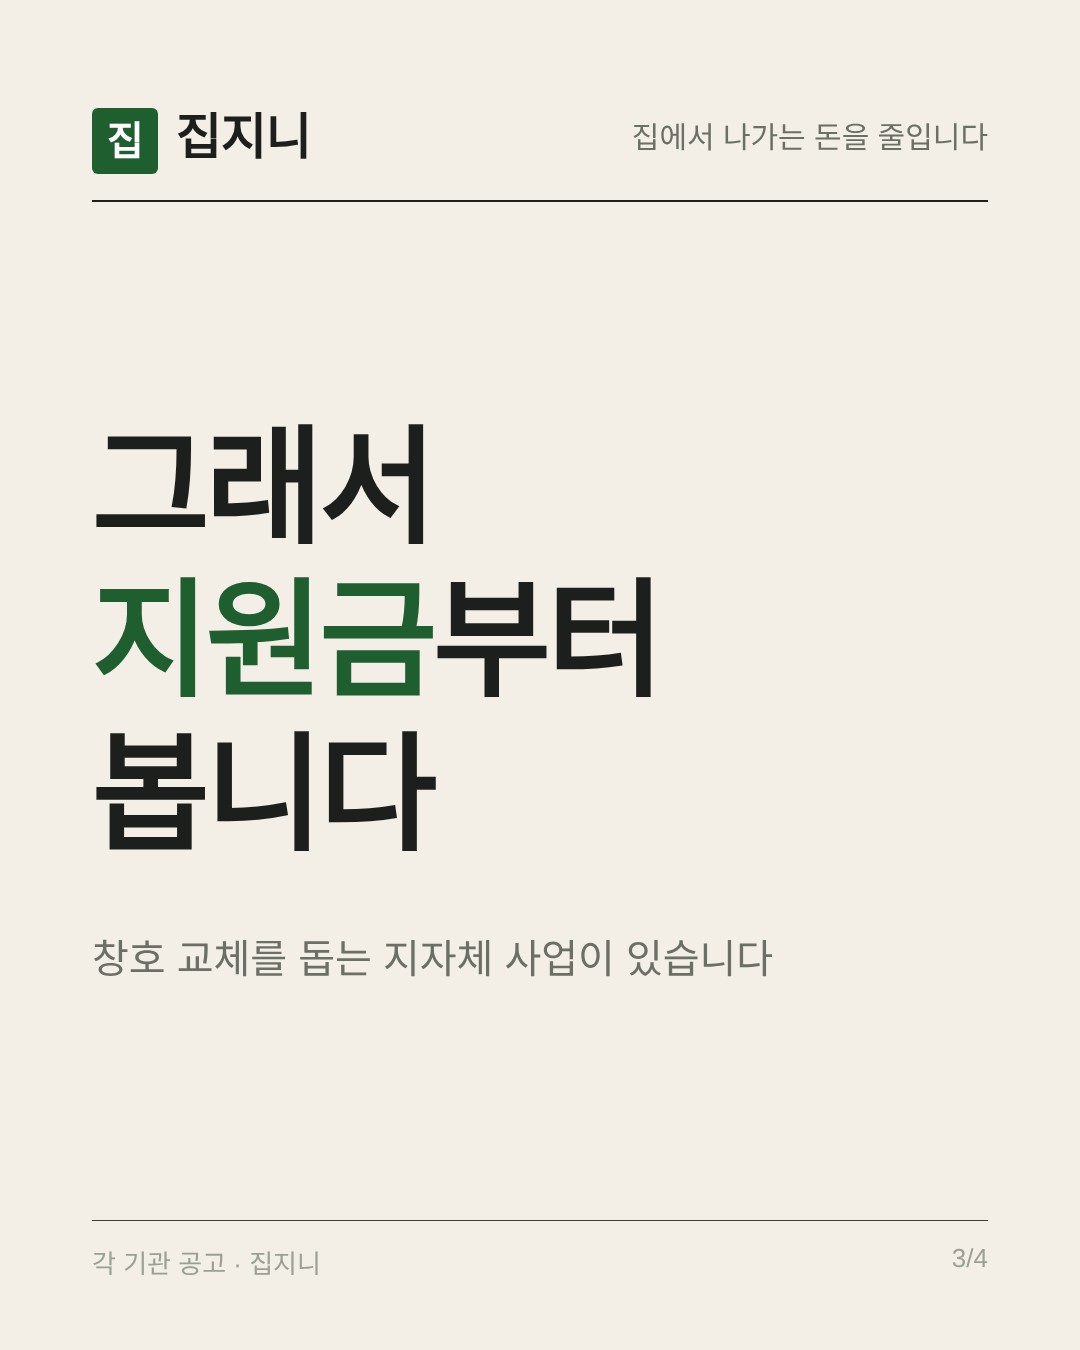 집 집지니
집에서 나가는 돈을 줄입니다
그래서
지원금부터
봅니다
창호 교체를 돕는 지자체 사업이 있습니다
각 기관 공고 · 집지니
3/4